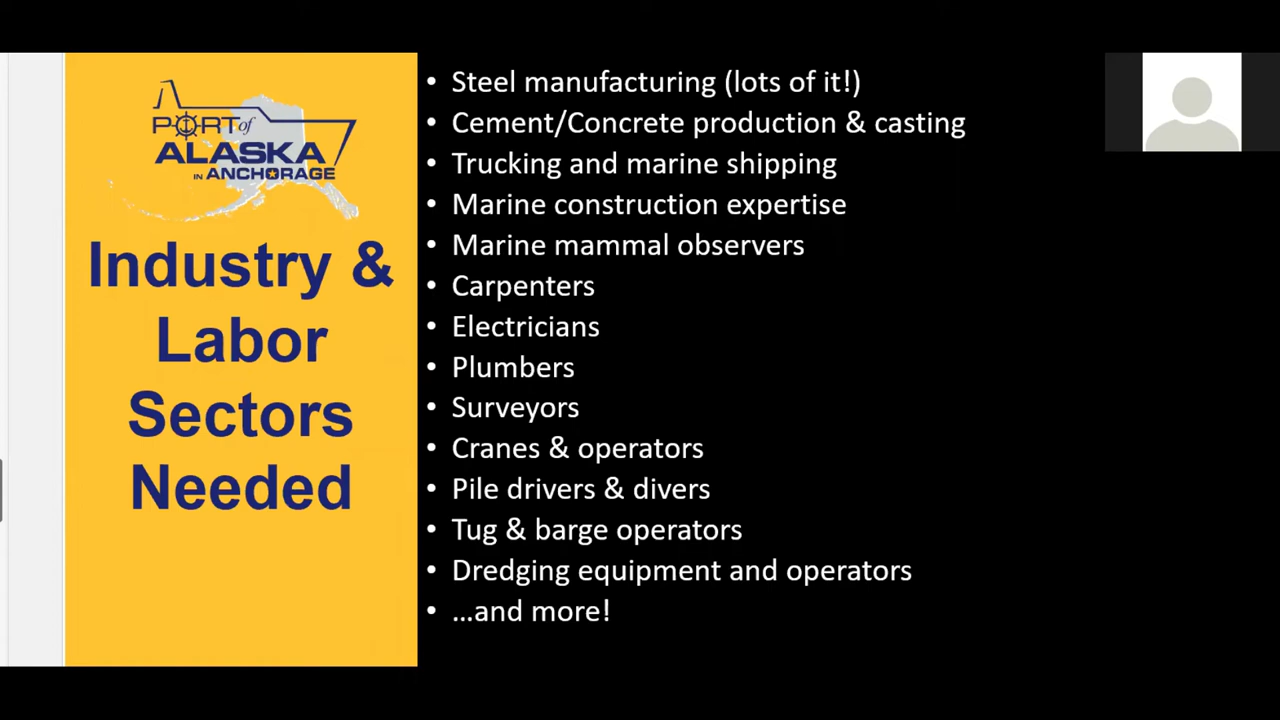 PORT of
ALASKA
IN ANCHORAGE
Industry &
Labor
Sectors
Needed
• Steel manufacturing (lots of it!)
• Cement/Concrete production & casting
• Trucking and marine shipping
• Marine construction expertise
• Marine mammal observers
• Carpenters
• Electricians
• Plumbers
• Surveyors
• Cranes & operators
• Pile drivers & divers
• Tug & barge operators
• Dredging equipment and operators
• …and more!